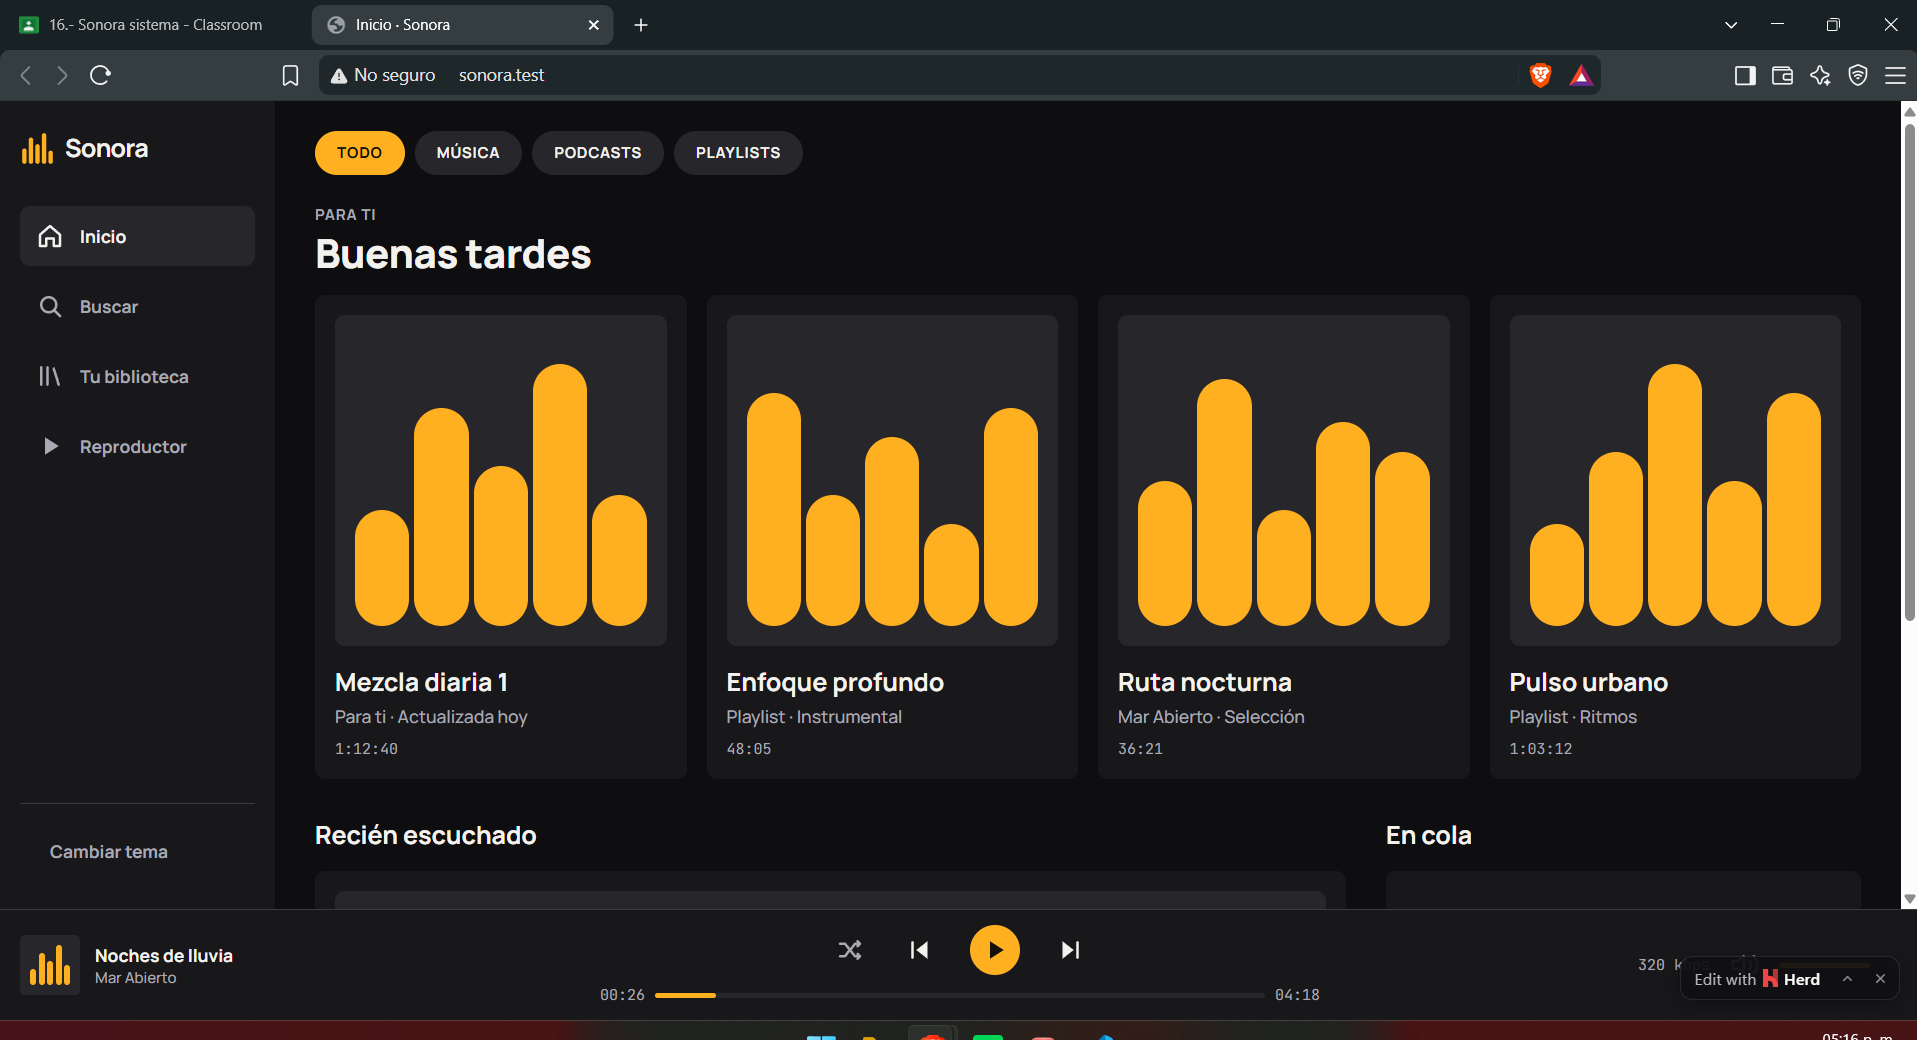 16.- Sonora sistema - Classroom
Inicio · Sonora
No seguro sonora.test
Sonora
Inicio
Buscar
Tu biblioteca
Reproductor
Cambiar tema
TODO
MÚSICA
PODCASTS
PLAYLISTS
PARA TI
Buenas tardes
Mezcla diaria 1
Para ti · Actualizada hoy
1:12:40
Enfoque profundo
Playlist · Instrumental
48:05
Ruta nocturna
Mar Abierto · Selección
36:21
Pulso urbano
Playlist · Ritmos
1:03:12
Recién escuchado
En cola
Noches de lluvia
Mar Abierto
00:26
04:18
320
Edit with Herd
05:16 p. m.